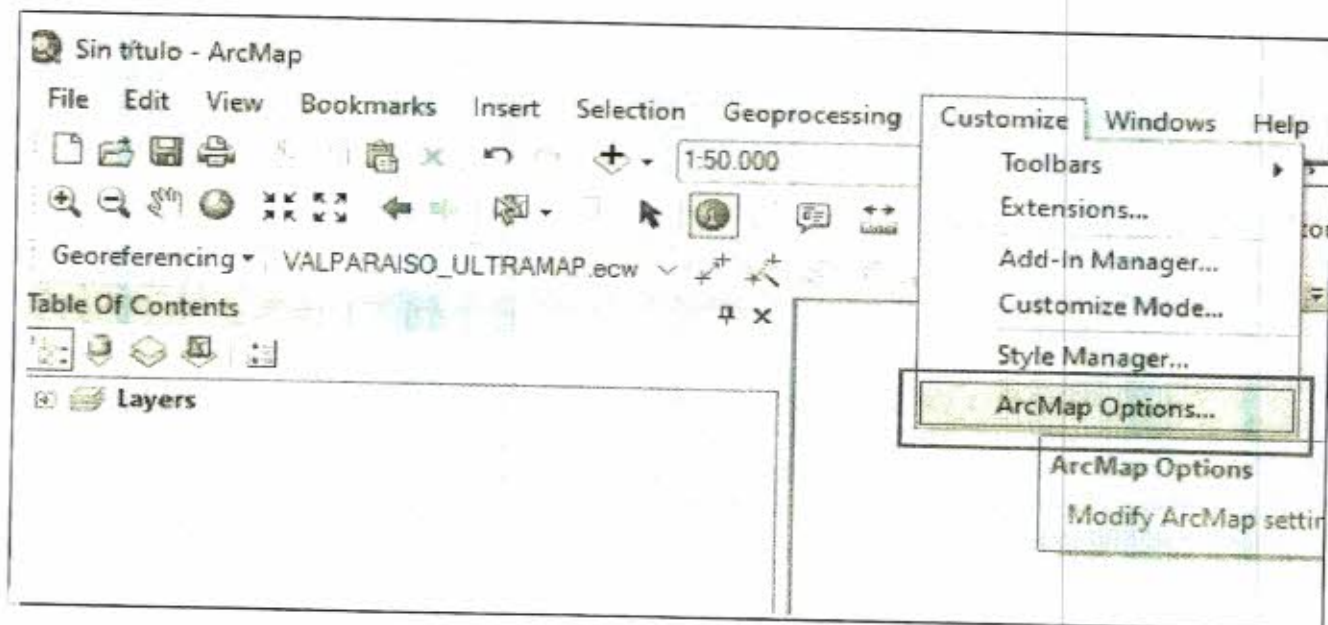 Sin título - ArcMap
File Edit View Bookmarks Insert Selection Geoprocessing Customize Windows Help
1:50.000
Georeferencing VALPARAISO_ULTRAMAP.ecw
Table Of Contents
Layers
Toolbars
Extensions...
Add-In Manager...
Customize Mode...
Style Manager...
ArcMap Options...
ArcMap Options
Modify ArcMap settin